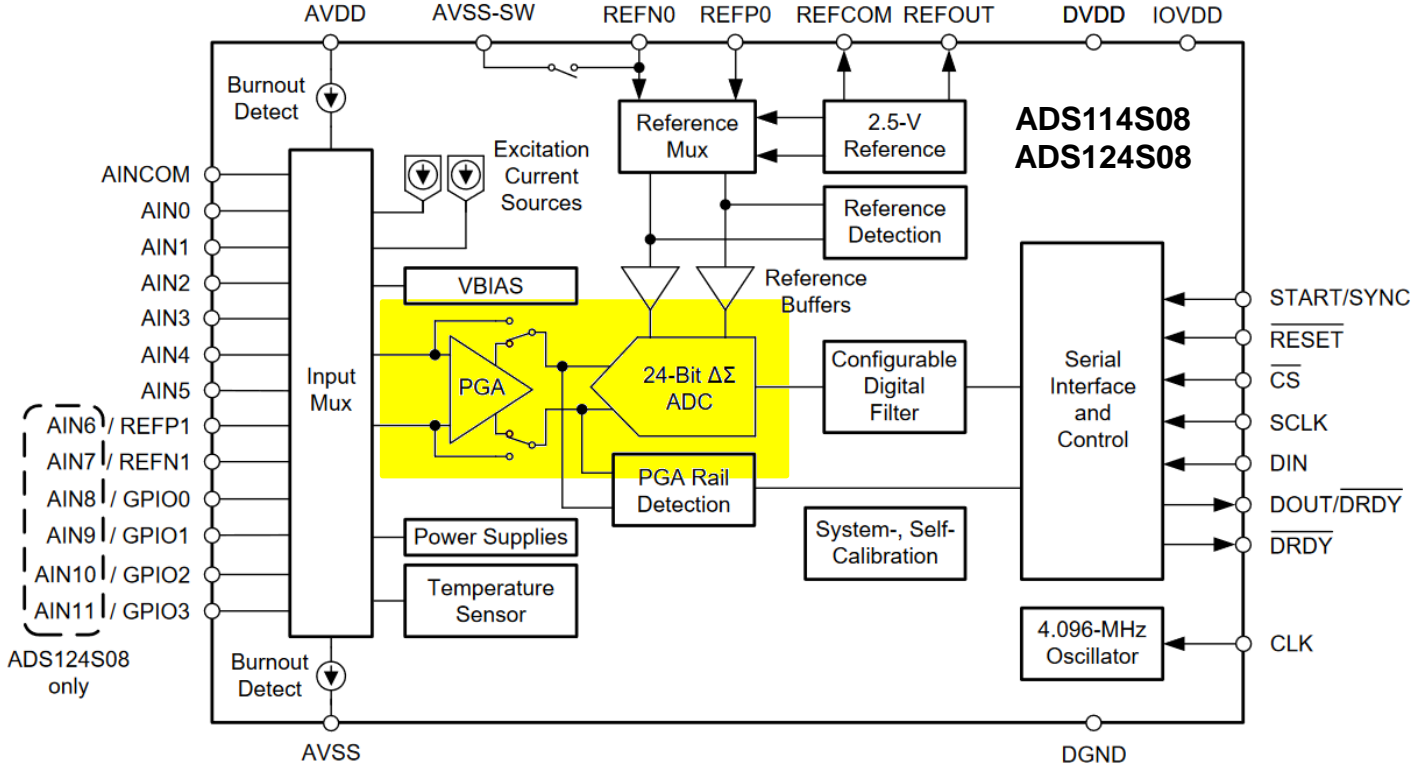 AVDD
AVSS-SW
REFN0
REFP0
REFCOM
REFOUT
DVDD
IOVDD
Burnout
Detect
Reference
Mux
2.5-V
Reference
ADS114S08
ADS124S08
Excitation
Current
Sources
Reference
Detection
AINCOM
AIN0
AIN1
AIN2
AIN3
AIN4
AIN5
AIN6 / REFP1
AIN7 / REFN1
AIN8 / GPIO0
AIN9 / GPIO1
AIN10 / GPIO2
AIN11 / GPIO3
ADS124S08
only
Input
Mux
VBIAS
Reference
Buffers
PGA
24-Bit ΔΣ
ADC
Configurable
Digital
Filter
Serial
Interface
and
Control
START/SYNC
RESET
CS
SCLK
DIN
DOUT/DRDY
DRDY
PGA Rail
Detection
Power Supplies
System-, Self-
Calibration
Temperature
Sensor
4.096-MHz
Oscillator
CLK
Burnout
Detect
AVSS
DGND